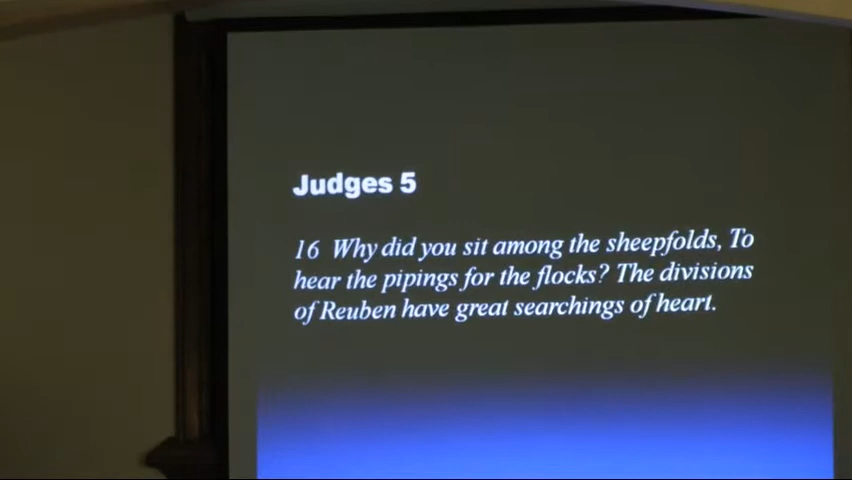 Judges 5
16 Why did you sit among the sheepfolds, To
hear the pipings for the flocks? The divisions
of Reuben have great searchings of heart.